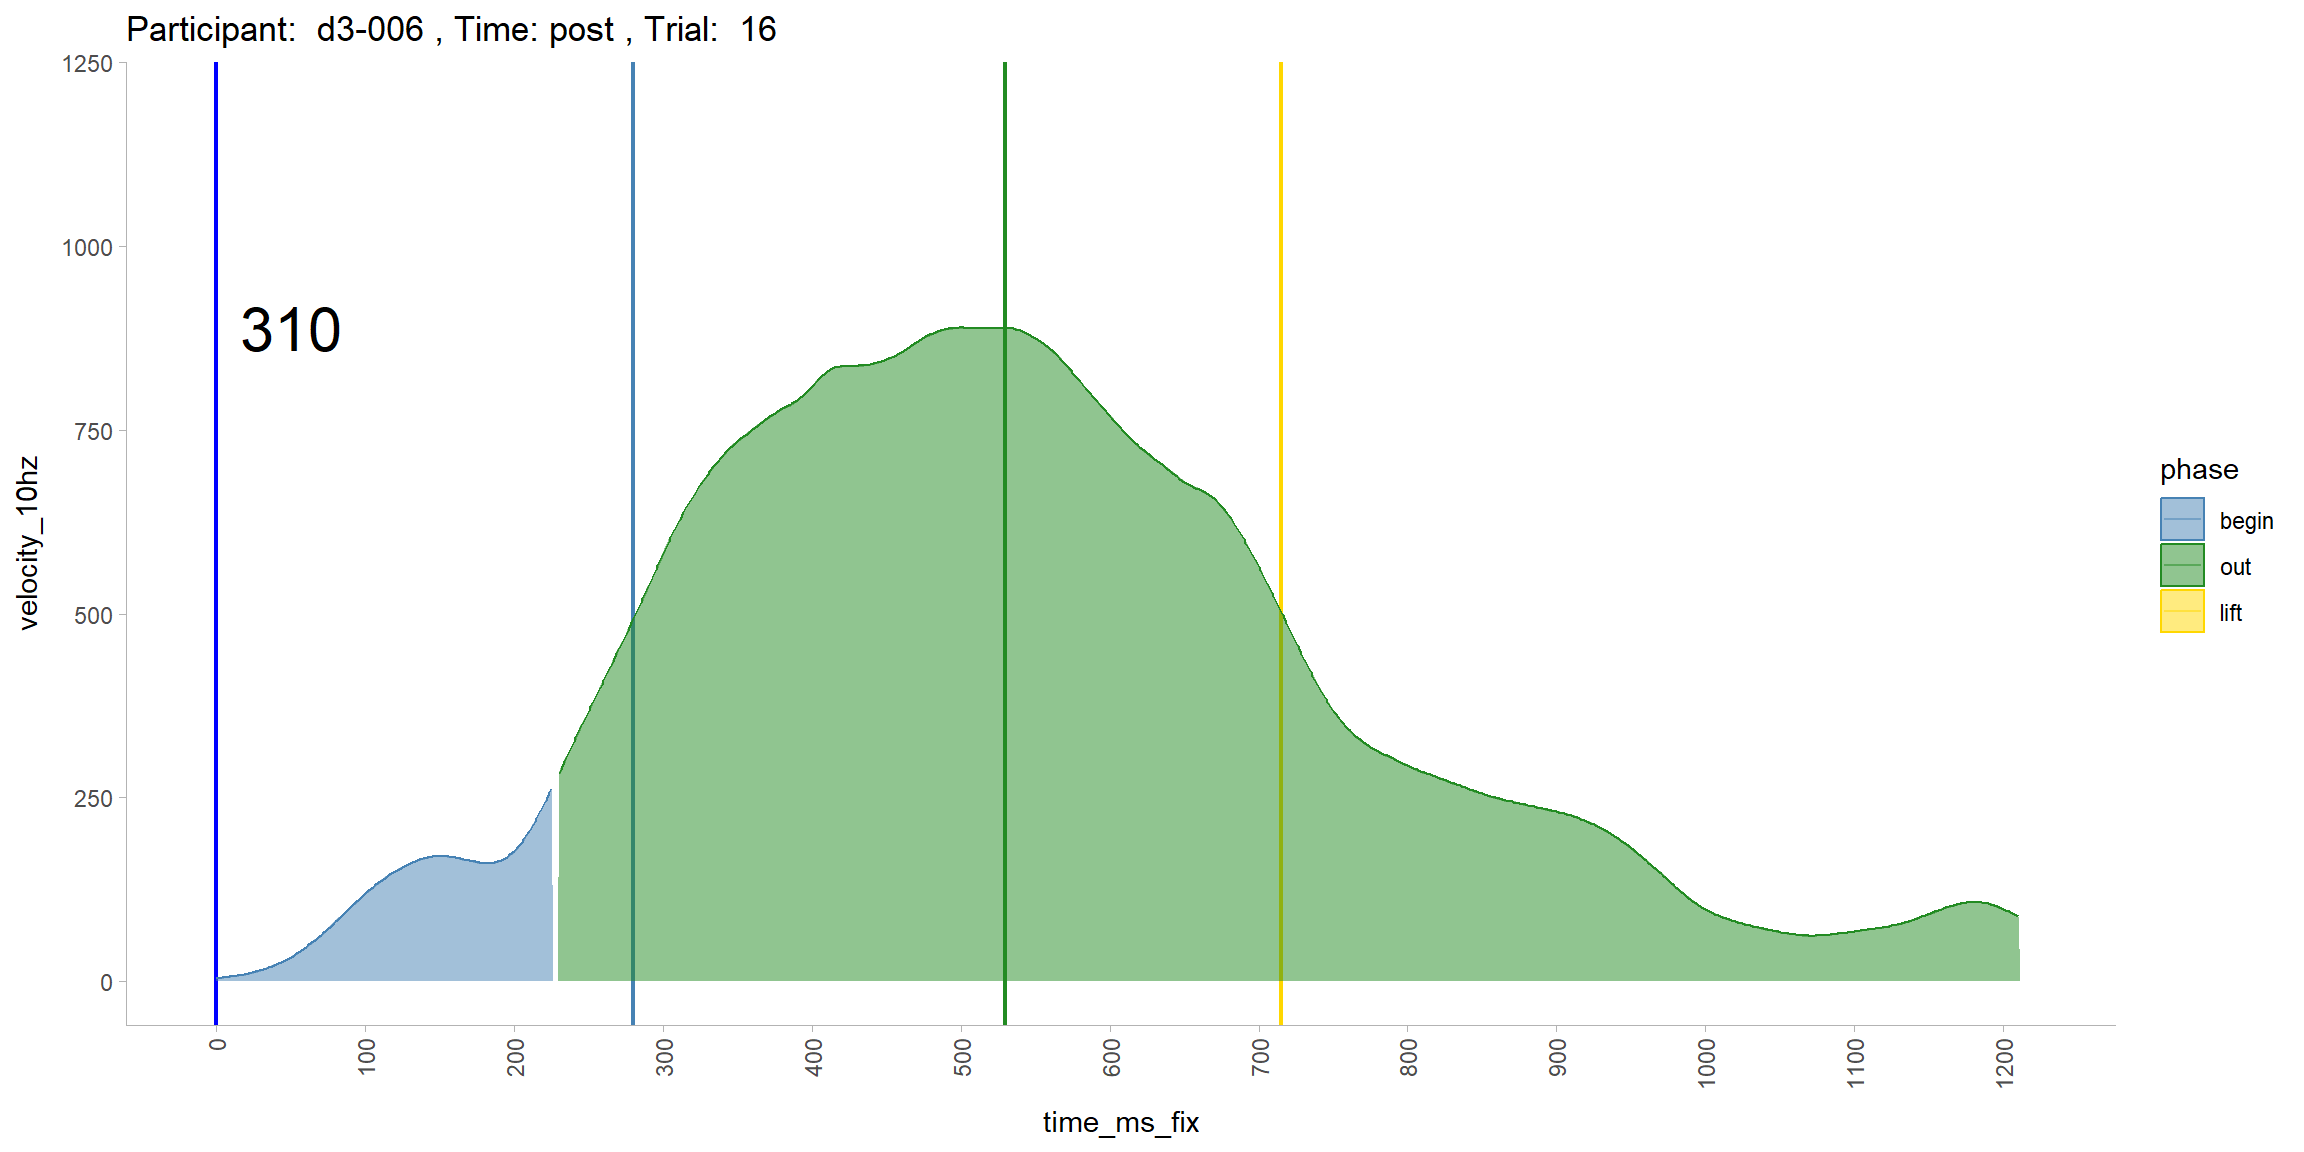 Participant:  d3-006 , Time: post , Trial:  16
1250
1000
750
500
250
0
velocity_10hz
310
0
100
200
300
400
500
600
700
800
900
1000
1100
1200
time_ms_fix
phase
begin
out
lift